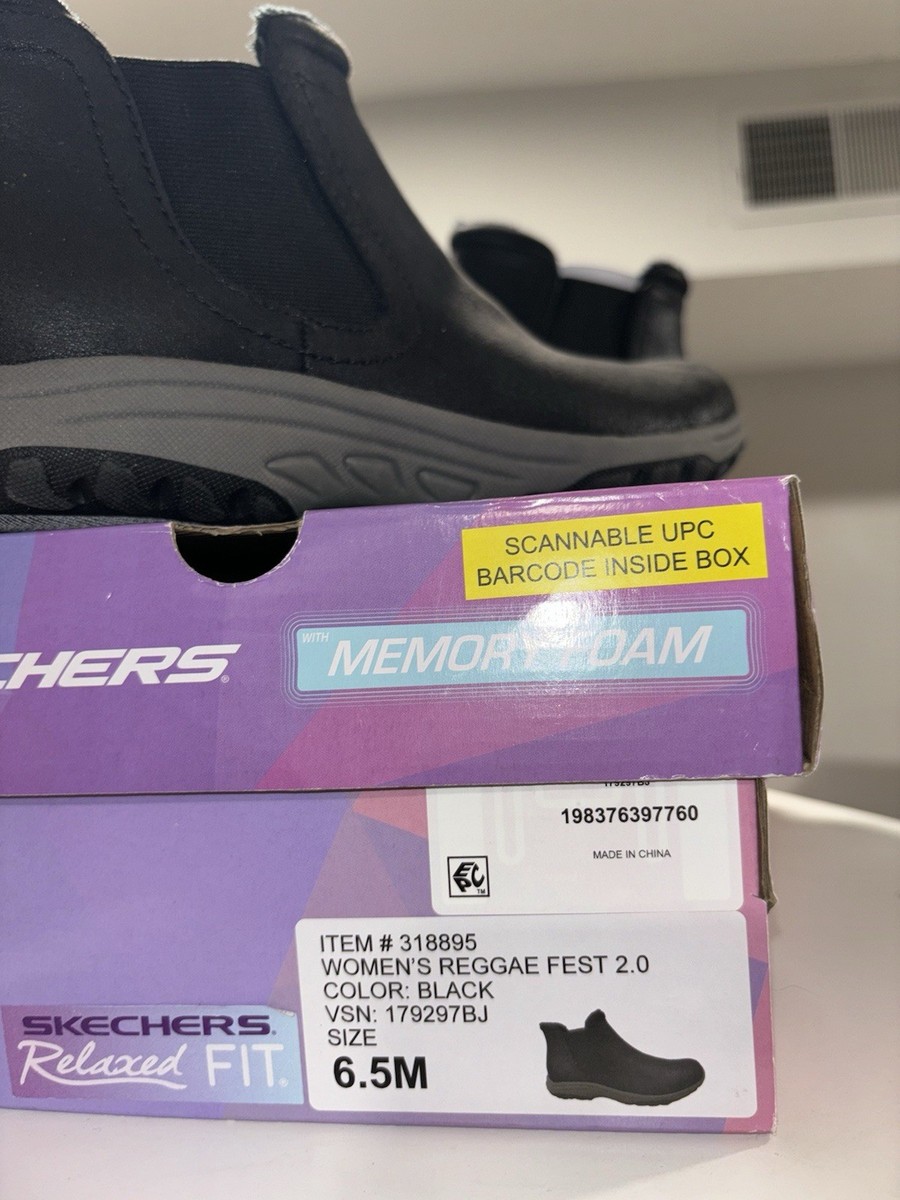 SCANNABLE UPC
BARCODE INSIDE BOX
WITH
MEMORY FOAM
CHERS®
198376397760
MADE IN CHINA
EPC™
ITEM # 318895
WOMEN'S REGGAE FEST 2.0
COLOR: BLACK
VSN: 179297BJ
SIZE
6.5M
SKECHERS®
Relaxed FIT®